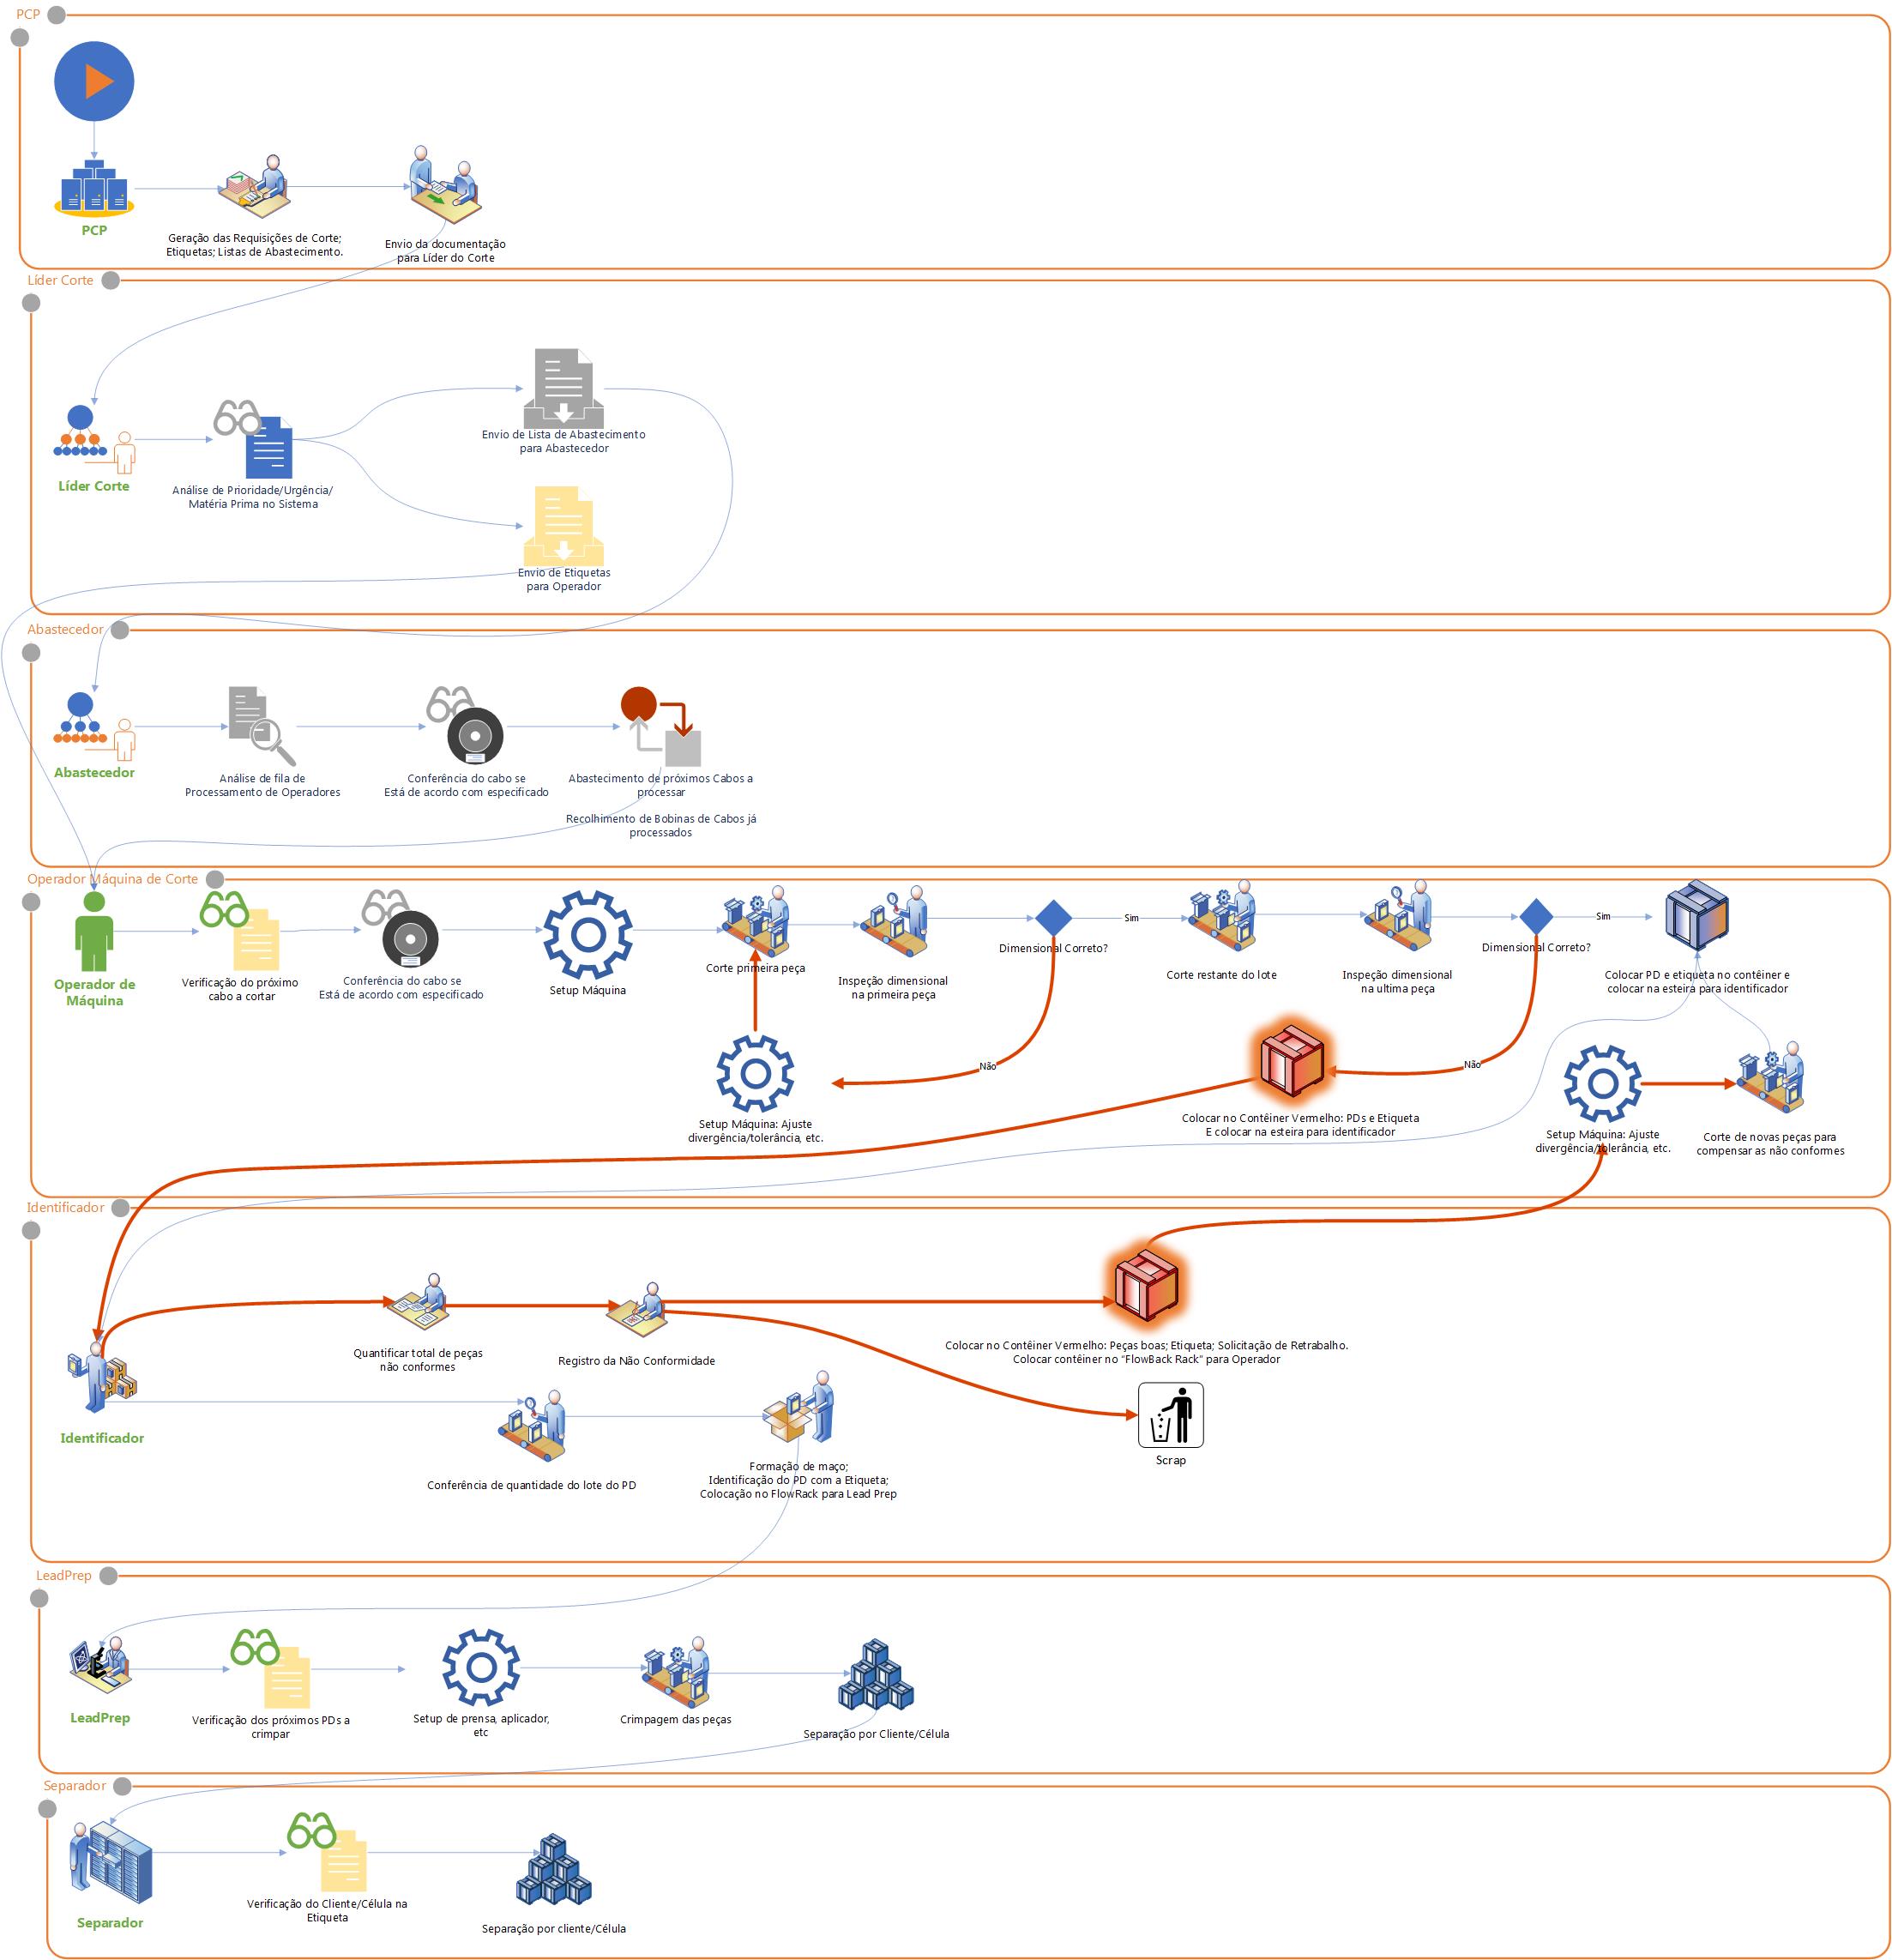 PCP
PCP
Geração das Requisições de Corte;
Etiquetas; Listas de Abastecimento.
Envio da documentação
para Líder do Corte
Líder Corte
Líder Corte
Análise de Prioridade/Urgência/
Matéria Prima no Sistema
Envio de Lista de Abastecimento
para Abastecedor
Envio de Etiquetas
para Operador
Abastecedor
Abastecedor
Análise de fila de
Processamento de Operadores
Conferência do cabo se
Está de acordo com especificado
Abastecimento de próximos Cabos a
processar
Recolhimento de Bobinas de Cabos já
processados
Operador Máquina de Corte
Operador de
Máquina
Verificação do próximo
cabo a cortar
Conferência do cabo se
Está de acordo com especificado
Setup Máquina
Corte primeira peça
Inspeção dimensional
na primeira peça
Dimensional Correto?
Sim
Corte restante do lote
Inspeção dimensional
na ultima peça
Dimensional Correto?
Sim
Colocar PD e etiqueta no contêiner e
colocar na esteira para identificador
Não
Não
Setup Máquina: Ajuste
divergência/tolerância, etc.
Colocar no Contêiner Vermelho: PDs e Etiqueta
E colocar na esteira para identificador
Setup Máquina: Ajuste
divergência/tolerância, etc.
Corte de novas peças para
compensar as não conformes
Identificador
Identificador
Quantificar total de peças
não conformes
Registro da Não Conformidade
Colocar no Contêiner Vermelho: Peças boas; Etiqueta; Solicitação de Retrabalho.
Colocar contêiner no “FlowBack Rack” para Operador
Scrap
Conferência de quantidade do lote do PD
Formação de maço;
Identificação do PD com a Etiqueta;
Colocação no FlowRack para Lead Prep
LeadPrep
LeadPrep
Verificação dos próximos PDs a
crimpar
Setup de prensa, aplicador,
etc
Crimpagem das peças
Separação por Cliente/Célula
Separador
Separador
Verificação do Cliente/Célula na
Etiqueta
Separação por cliente/Célula